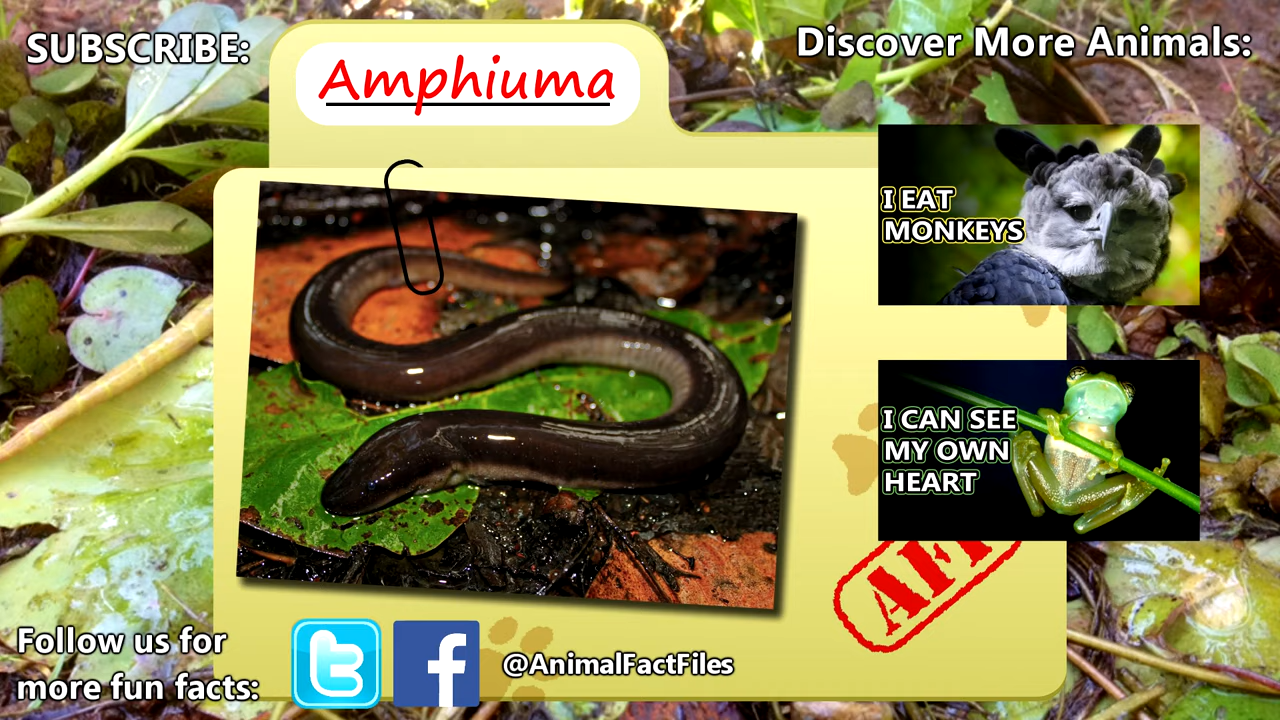 SUBSCRIBE:
Amphiuma
Discover More Animals:
I EAT
MONKEYS
I CAN SEE
MY OWN
HEART
Follow us for
more fun facts:
@AnimalFactFiles